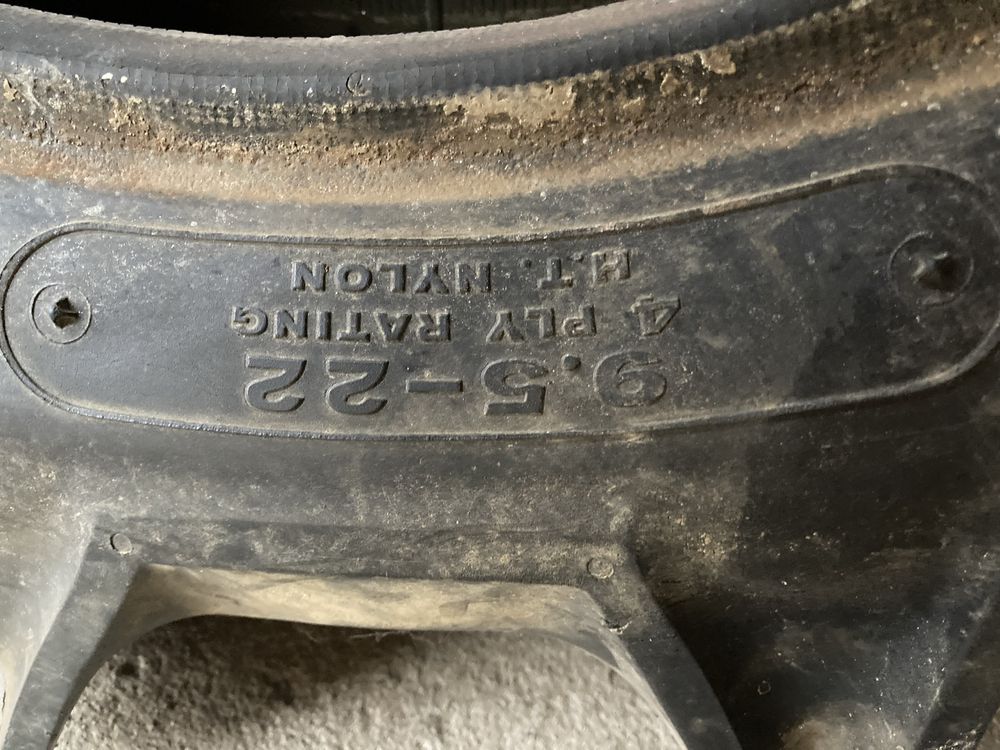 9.5-22
4 PLY RATING
H.T. NYLON